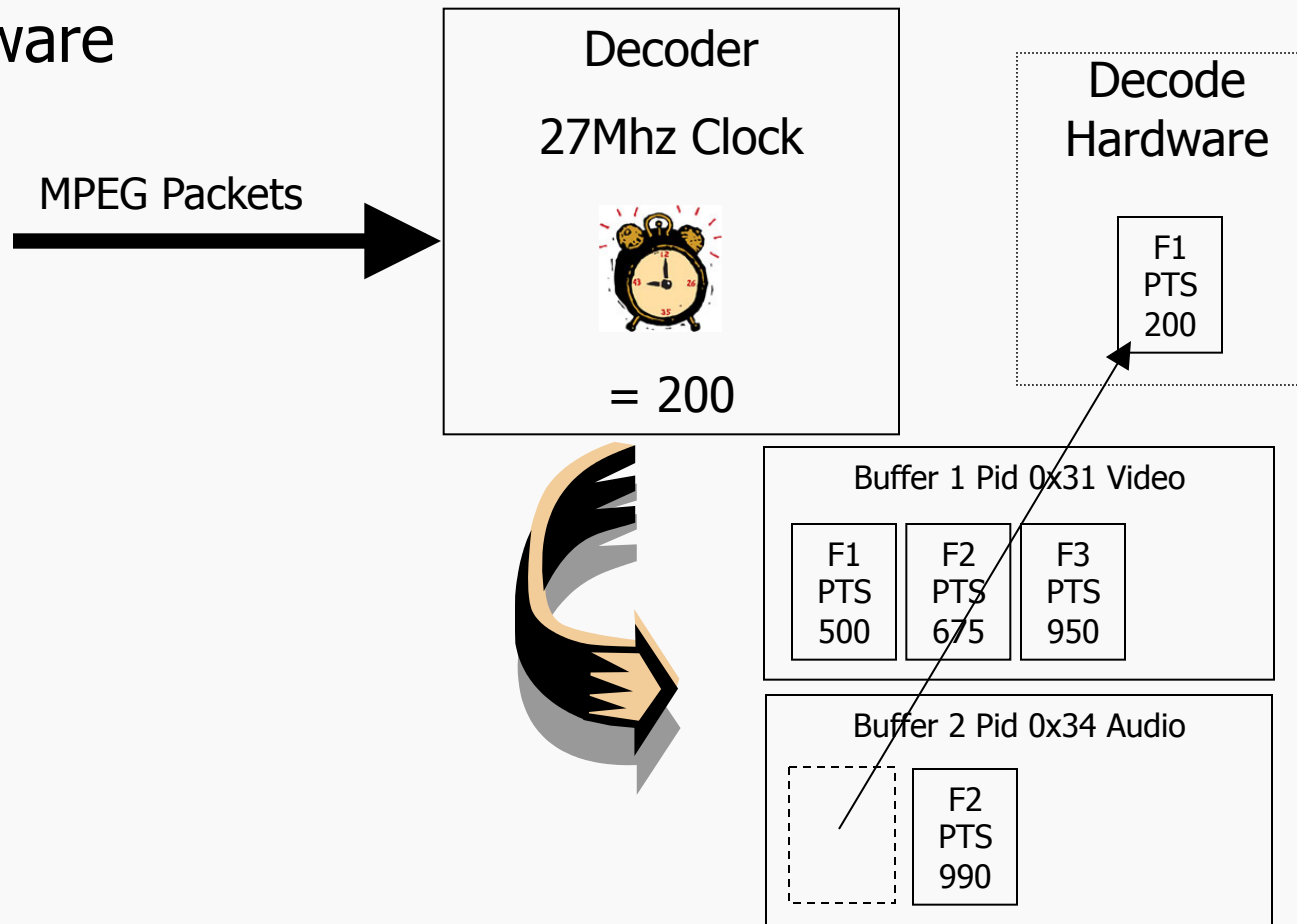 ware
Decoder
27Mhz Clock
= 200
MPEG Packets
Decode
Hardware
F1
PTS
200
Buffer 1 Pid 0x31 Video
F1
PTS
500
F2
PTS
675
F3
PTS
950
Buffer 2 Pid 0x34 Audio
F2
PTS
990